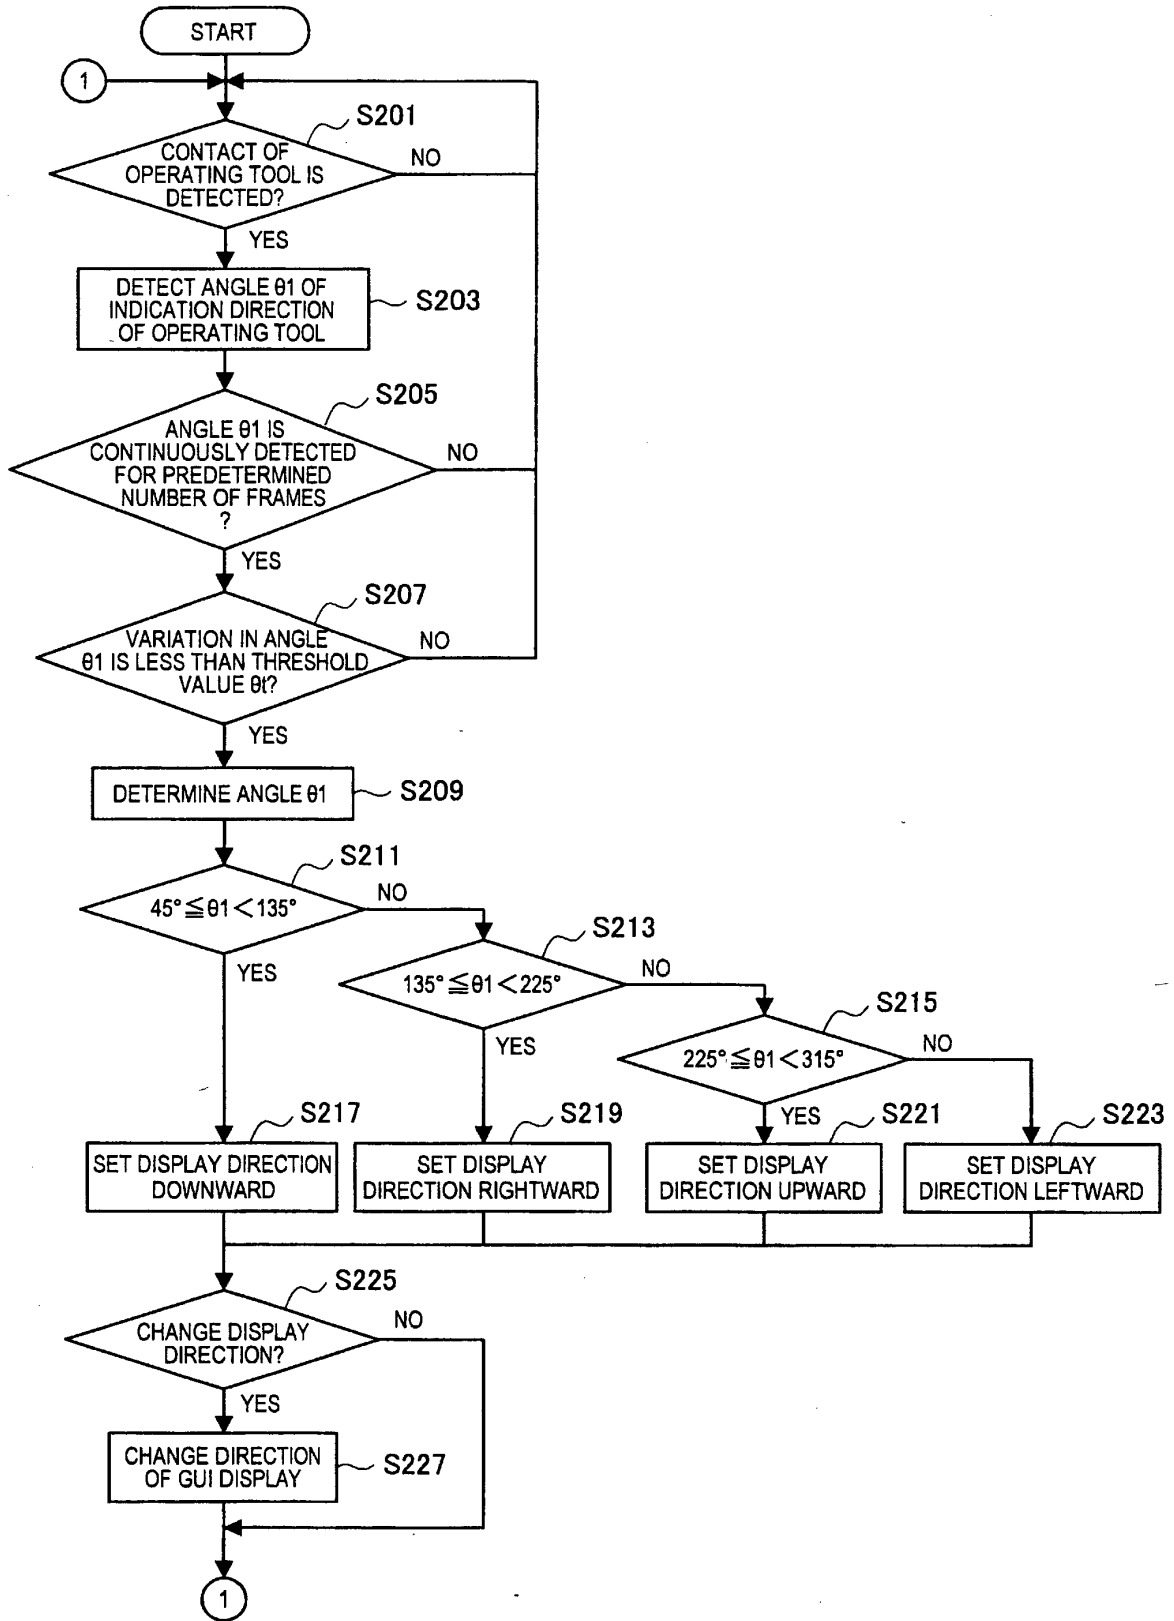 START
1
S201
CONTACT OF
OPERATING TOOL IS
DETECTED?
NO
YES
DETECT ANGLE θ1 OF
INDICATION DIRECTION
OF OPERATING TOOL
S203
S205
ANGLE θ1 IS
CONTINUOUSLY DETECTED
FOR PREDETERMINED
NUMBER OF FRAMES
?
NO
YES
S207
VARIATION IN ANGLE
θ1 IS LESS THAN THRESHOLD
VALUE θt?
NO
YES
DETERMINE ANGLE θ1
S209
S211
45°≦θ1<135°
NO
YES
S213
135°≦θ1<225°
NO
YES
S215
225°≦θ1<315°
NO
YES
S217
SET DISPLAY DIRECTION
DOWNWARD
S219
SET DISPLAY
DIRECTION RIGHTWARD
S221
SET DISPLAY
DIRECTION UPWARD
S223
SET DISPLAY
DIRECTION LEFTWARD
S225
CHANGE DISPLAY
DIRECTION?
NO
YES
CHANGE DIRECTION
OF GUI DISPLAY
S227
1